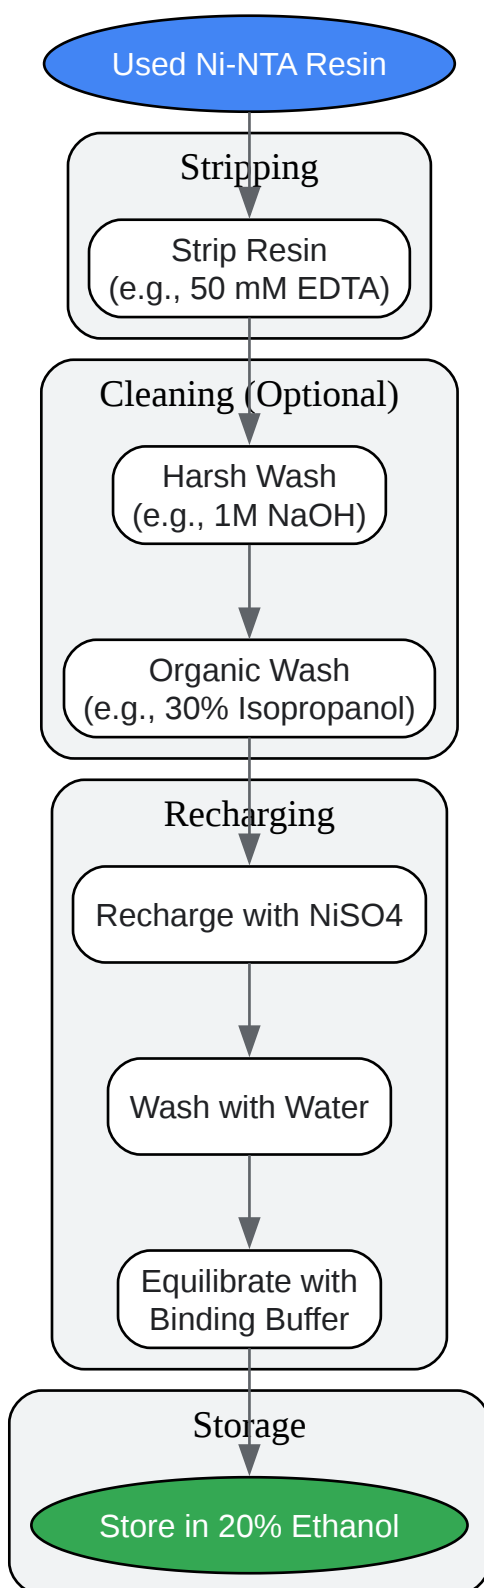 Used Ni-NTA Resin
Stripping
Strip Resin
(e.g., 50 mM EDTA)
Cleaning (Optional)
Harsh Wash
(e.g., 1M NaOH)
Organic Wash
(e.g., 30% Isopropanol)
Recharging
Recharge with NiSO4
Wash with Water
Equilibrate with
Binding Buffer
Storage
Store in 20% Ethanol